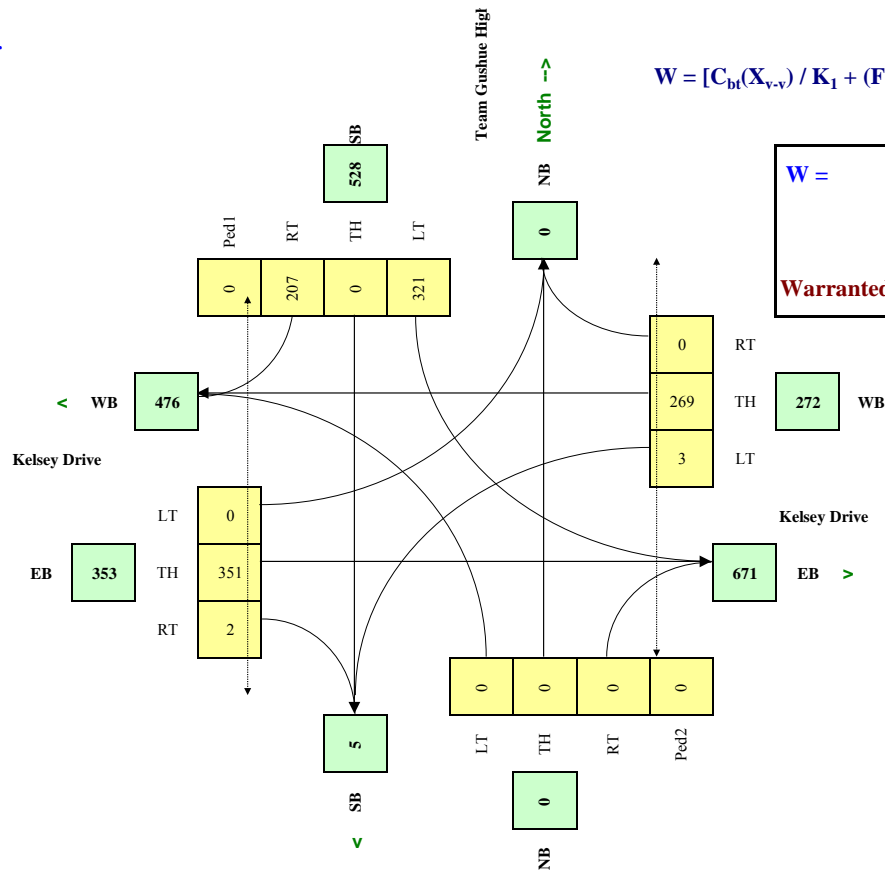 Team Gushue Higl
North -->
W = [Cbt(Xv-v) / K1 + (F
SB
528
NB
0
Ped1 RT TH LT
0 207 0 321
W =
Warranted
0 RT
269 TH
3 LT
272 WB
< WB 476
Kelsey Drive
Kelsey Drive
LT 0
EB 353 TH 351
RT 2
671 EB >
0 0 0 0
LT TH RT Ped2
5
SB
v
0
NB